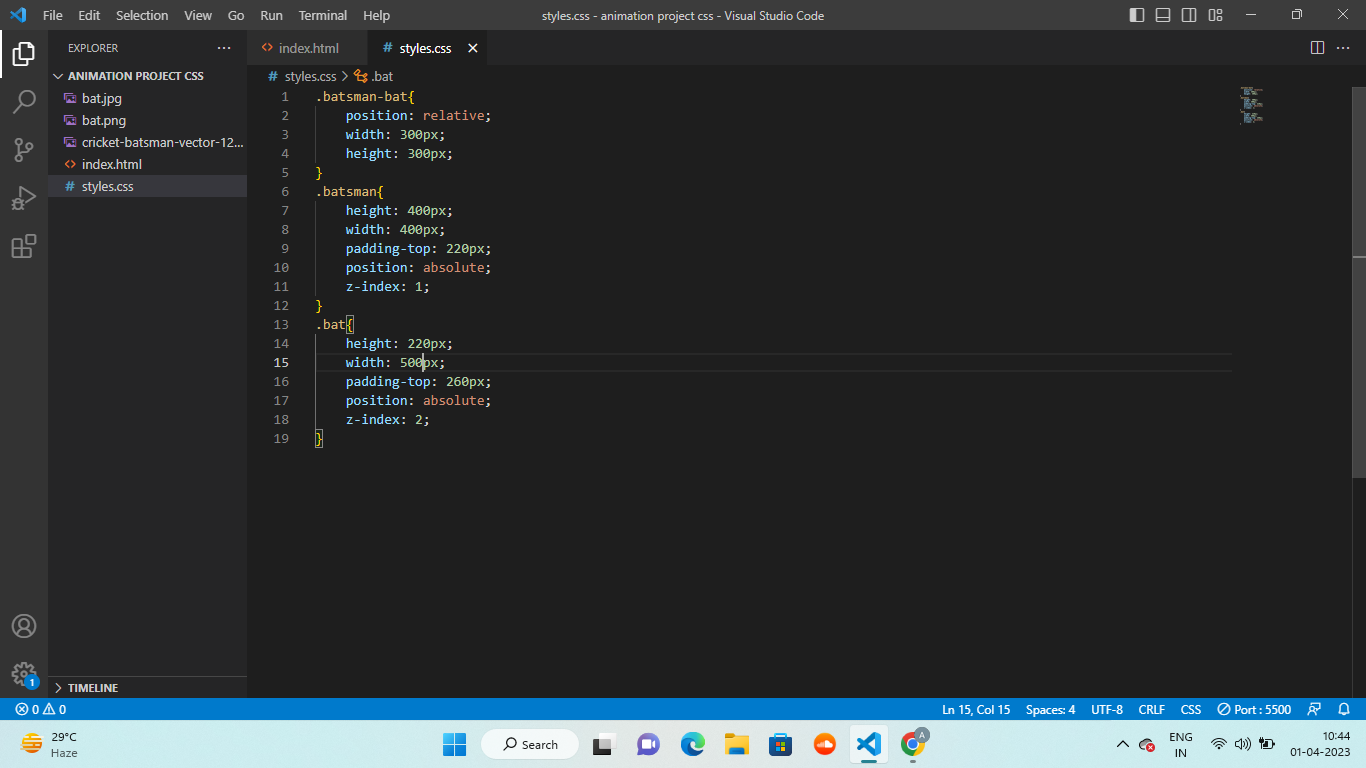 File Edit Selection View Go Run Terminal Help
styles.css - animation project css - Visual Studio Code
EXPLORER
ANIMATION PROJECT CSS
bat.jpg
bat.png
cricket-batsman-vector-12...
index.html
styles.css
TIMELINE
index.html styles.css
# styles.css > .bat
1 .batsman-bat{
2 position: relative;
3 width: 300px;
4 height: 300px;
5 }
6 .batsman{
7 height: 400px;
8 width: 400px;
9 padding-top: 220px;
10 position: absolute;
11 z-index: 1;
12 }
13 .bat{
14 height: 220px;
15 width: 500px;
16 padding-top: 260px;
17 position: absolute;
18 z-index: 2;
19 }
1
0 0
Ln 15, Col 15 Spaces: 4 UTF-8 CRLF CSS Port : 5500
29°C
Haze
Search
A
ENG
IN
10:44
01-04-2023